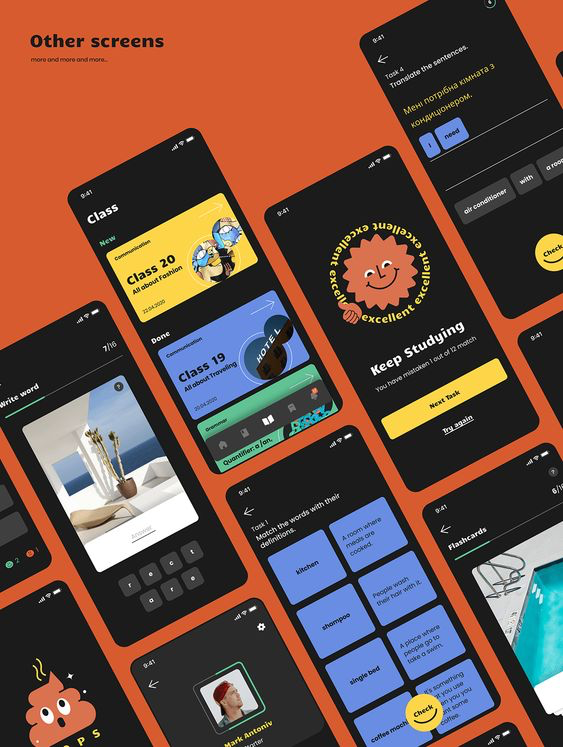 Other screens
more and more and more...
9:41
Class
New
Communication
Class 20
All about Fashion
22.04.2020
Done
Communication
Class 19
All about Traveling
20.04.2020
HOTEL
Grammar
Quantifier: a /an,
9:41
excellent excellent excellent excellent
Keep Studying
You have mistaken 1 out of 12 match
Next Task
Try again
9:41
Task 4
Translate the sentences.
Мені потрібна кімната з
кондиціонером.
I
need
air conditioner
with
a room
Check
Write word
7/16
?
Answer
r
e
c
t
a
r
e
2
1
9:41
Task 1
Match the words with their
definitions.
kitchen
A room where
meals are
cooked.
shampoo
People wash
their hair with it.
single bed
A place where
people go to
take a swim.
coffee mach
It's something
that you use
when you
want some
coffee.
Check
9:41
Flashcards
6/16
?
9:41
9:41
Mark Antoniv
9:41
O P S